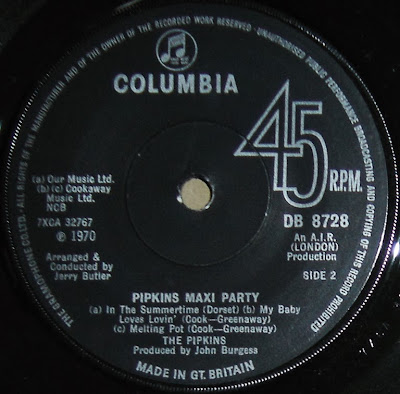 THE GRAMOPHONE CO. LTD. ALL RIGHTS OF THE MANUFACTURER AND OF THE OWNER OF THE RECORDED WORK RESERVED · UNAUTHORISED PUBLIC PERFORMANCE BROADCASTING AND COPYING OF THIS RECORD PROHIBITED
COLUMBIA
45
R.P.M.
(a) Our Music Ltd.
(b) (c) Cookaway
Music Ltd.
NCB
7XCA 32767
℗ 1970
Arranged &
Conducted by
Jerry Butler
DB 8728
An A.I.R.
(LONDON)
Production
SIDE 2
PIPKINS MAXI PARTY
(a) In The Summertime (Dorset) (b) My Baby
Loves Lovin' (Cook—Greenaway)
(c) Melting Pot (Cook—Greenaway)
THE PIPKINS
Produced by John Burgess
MADE IN GT. BRITAIN